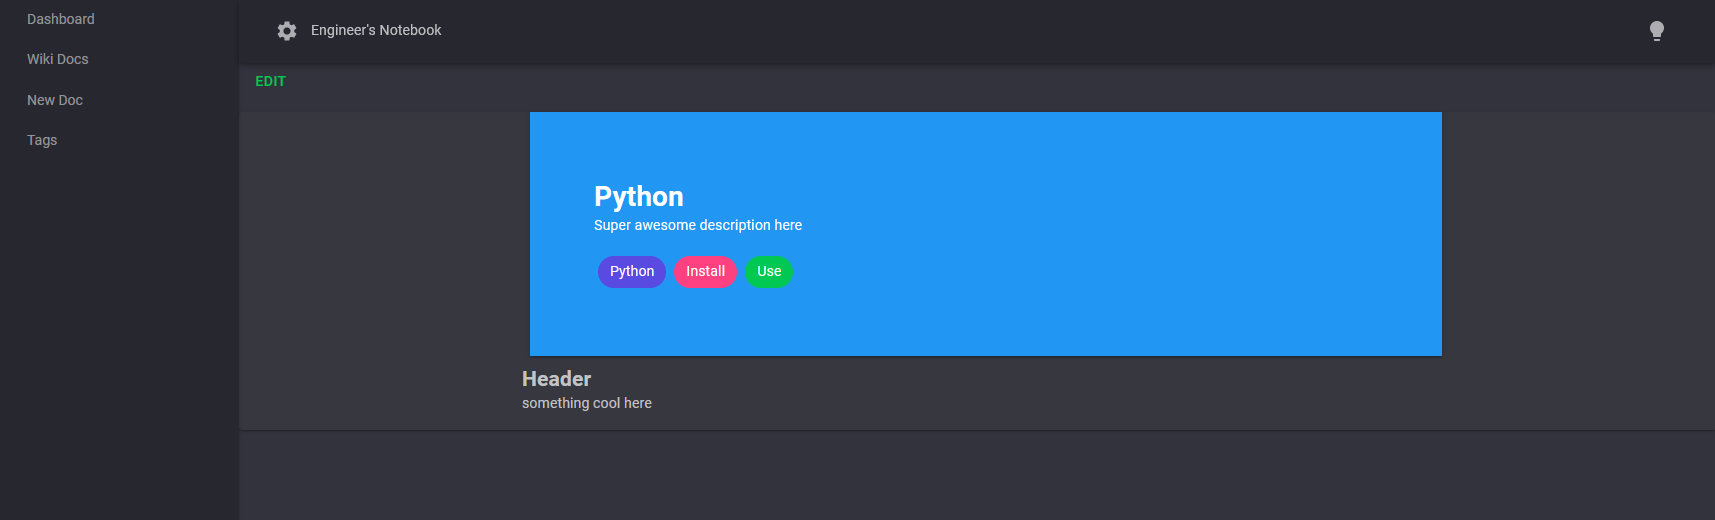 Dashboard
Wiki Docs
New Doc
Tags
Engineer's Notebook
EDIT
Python
Super awesome description here
Python Install Use
Header
something cool here